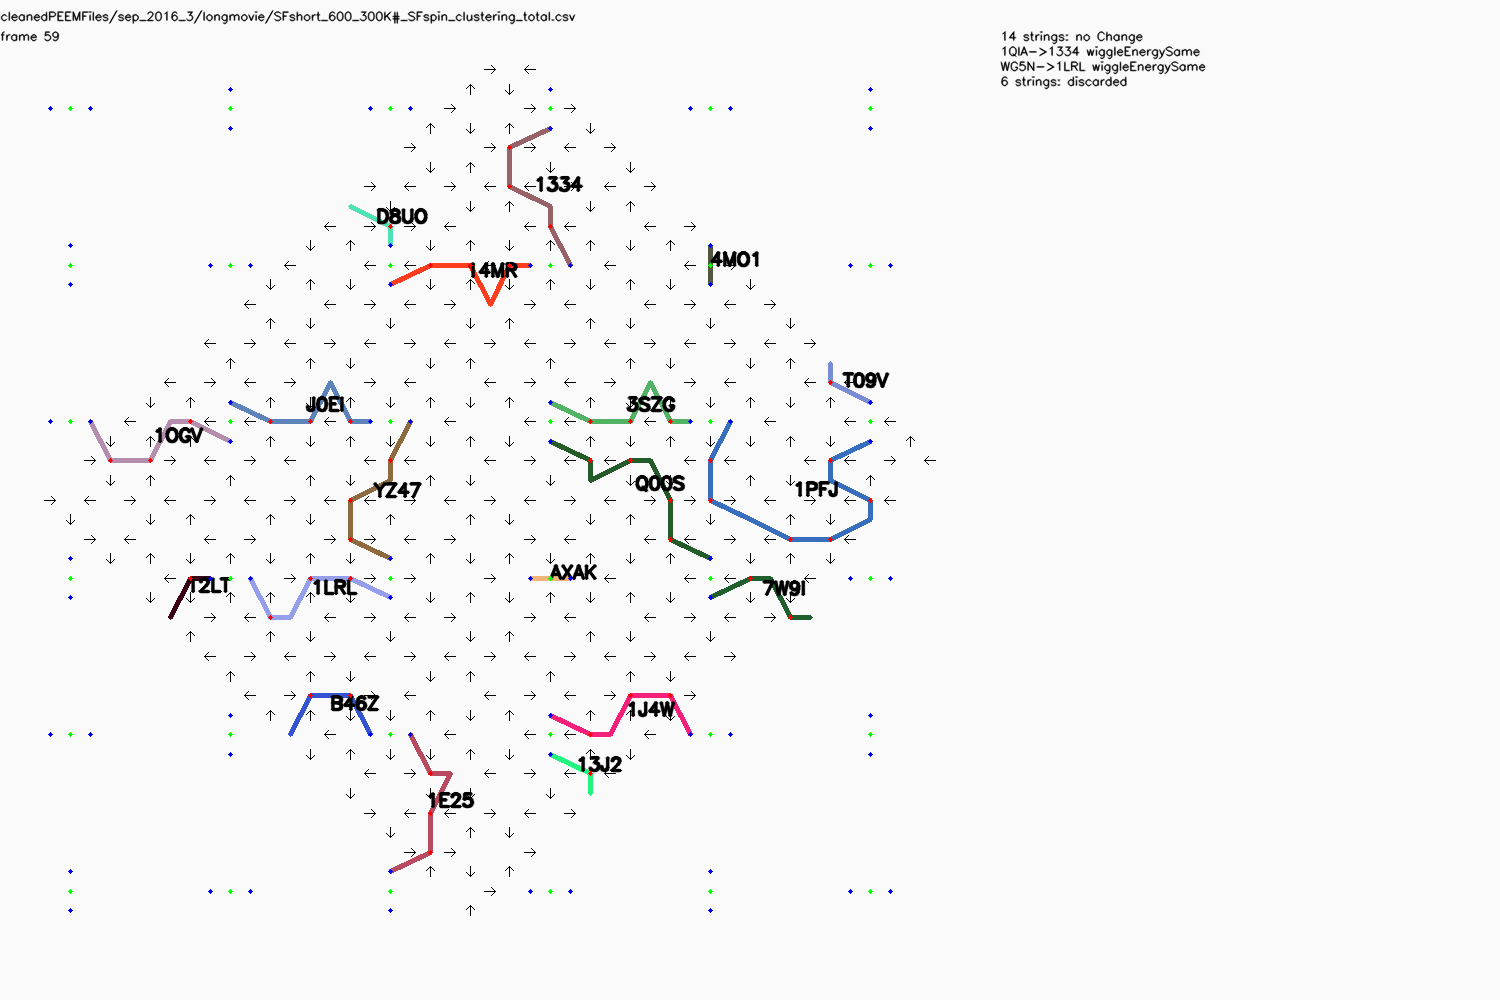 cleanedPEEMFiles/sep_2016_3/longmovie/SFshort_600_300K#_SFspin_clustering_total.csv
frame 59
14 strings: no Change
1QIA->1334 wiggleEnergySame
WG5N->1LRL wiggleEnergySame
6 strings: discarded
1334
D8UO
4MO1
14MR
T09V
J0EI
3SZG
10GV
YZ47
Q00S
1PFJ
AXAK
12LT
1LRL
7W9I
B46Z
1J4W
13J2
1E25